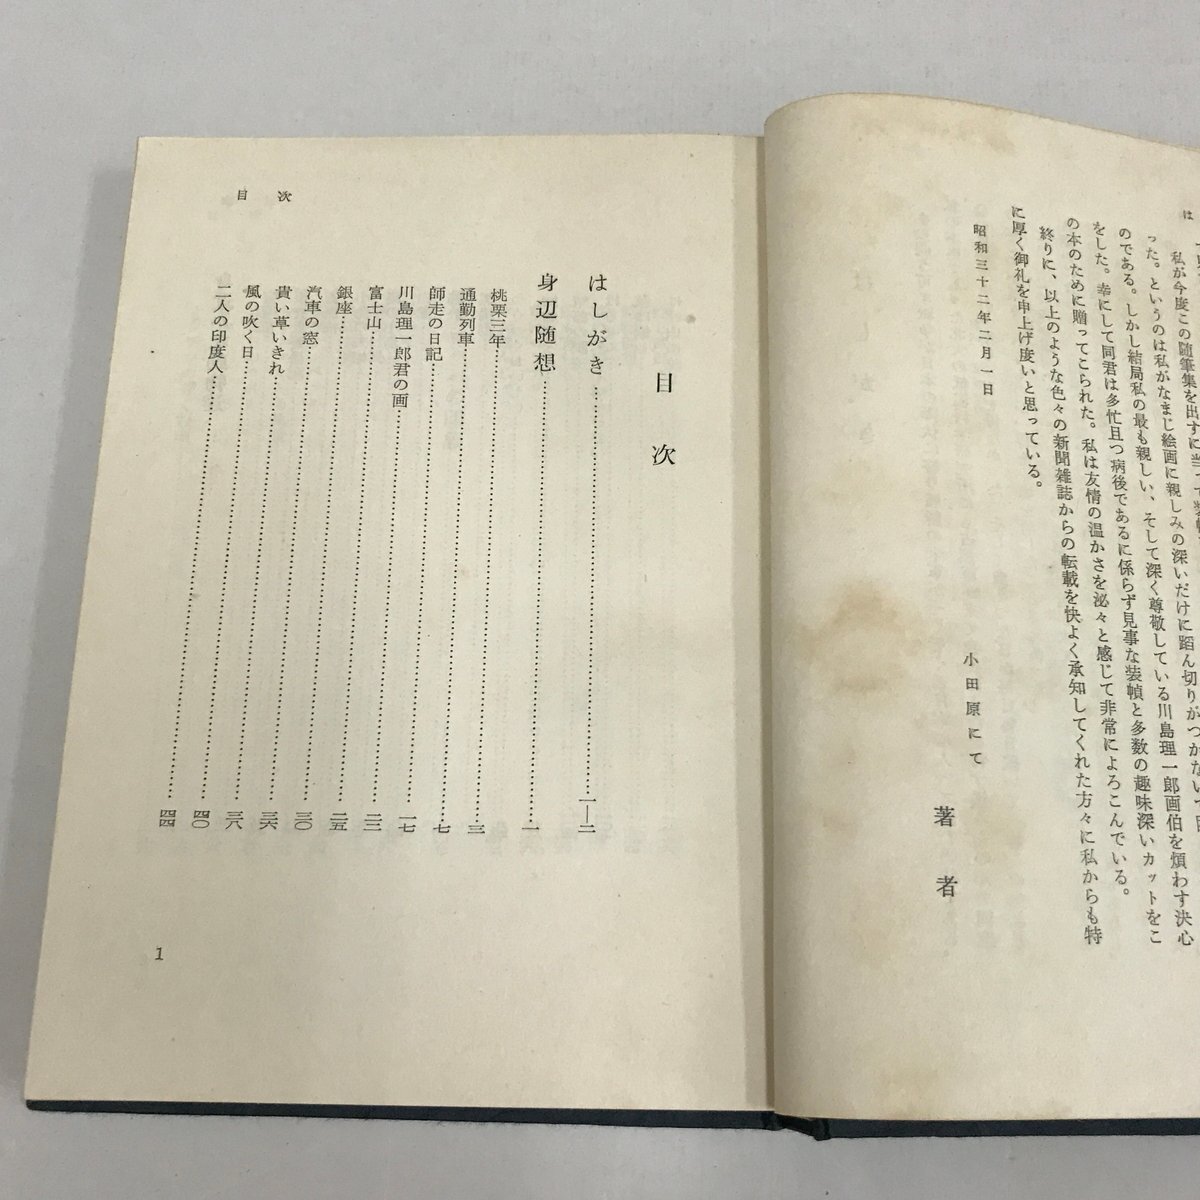 は
私が今度この随筆集を出すに当って装幀
った。というのは私がなまじ絵画に親しみの深いだけに踏ん切りがつかないで
のである。しかし結局私の最も親しい、そして深く尊敬している川島理一郎画伯を煩わす決心
をした。幸にして同君は多忙且つ病後であるに係らず見事な装幀と多数の趣味深いカットをこ
の本のために贈ってこられた。私は友情の温かさを泌々と感じて非常によろこんでいる。
終りに、以上のような色々の新聞雑誌からの転載を快よく承知してくれた方々に私からも特
に厚く御礼を申上げ度いと思っている。
昭和三十二年二月一日
小田原にて
著者
目次
目次
はしがき……一―二
身辺随想……一
桃栗三年……三
通勤列車……七
師走の日記……一七
川島理一郎君の画……二三
富士山……二五
銀座……三〇
汽車の窓……三六
貴い草いきれ……三八
風の吹く日……四〇
二人の印度人……四四
1